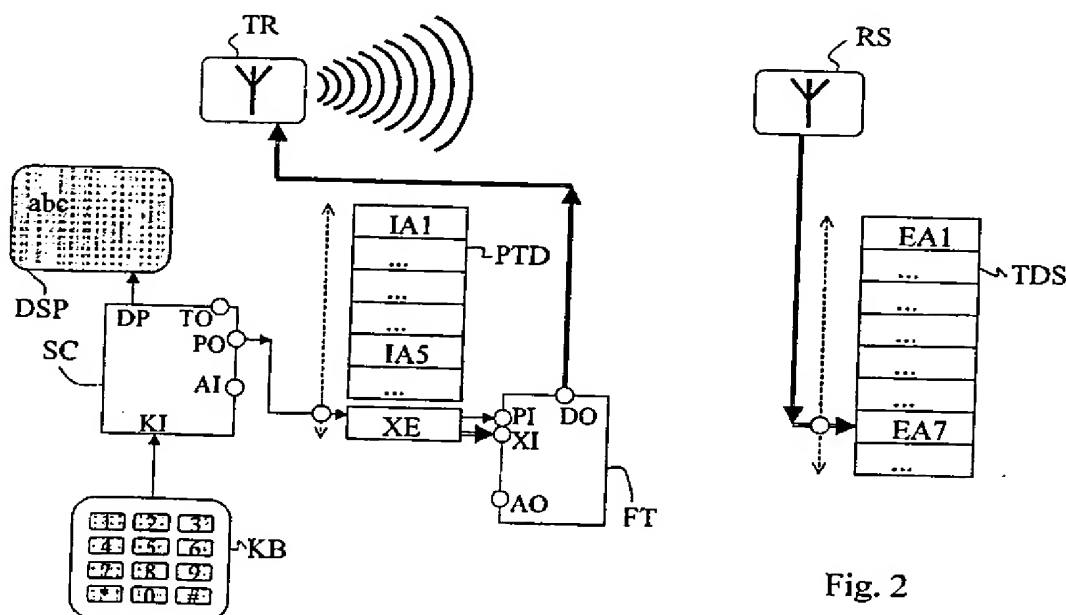 TR
RS
abc
IA1
...
...
...
IA5
...
XE
PTD
EA1
...
...
...
...
EA7
...
TDS
DSP
DP
TO
PO
AI
KI
SC
PI
XI
DO
AO
FT
1 2 3
4 5 6
7 8 9
* 0 #
KB
Fig. 2